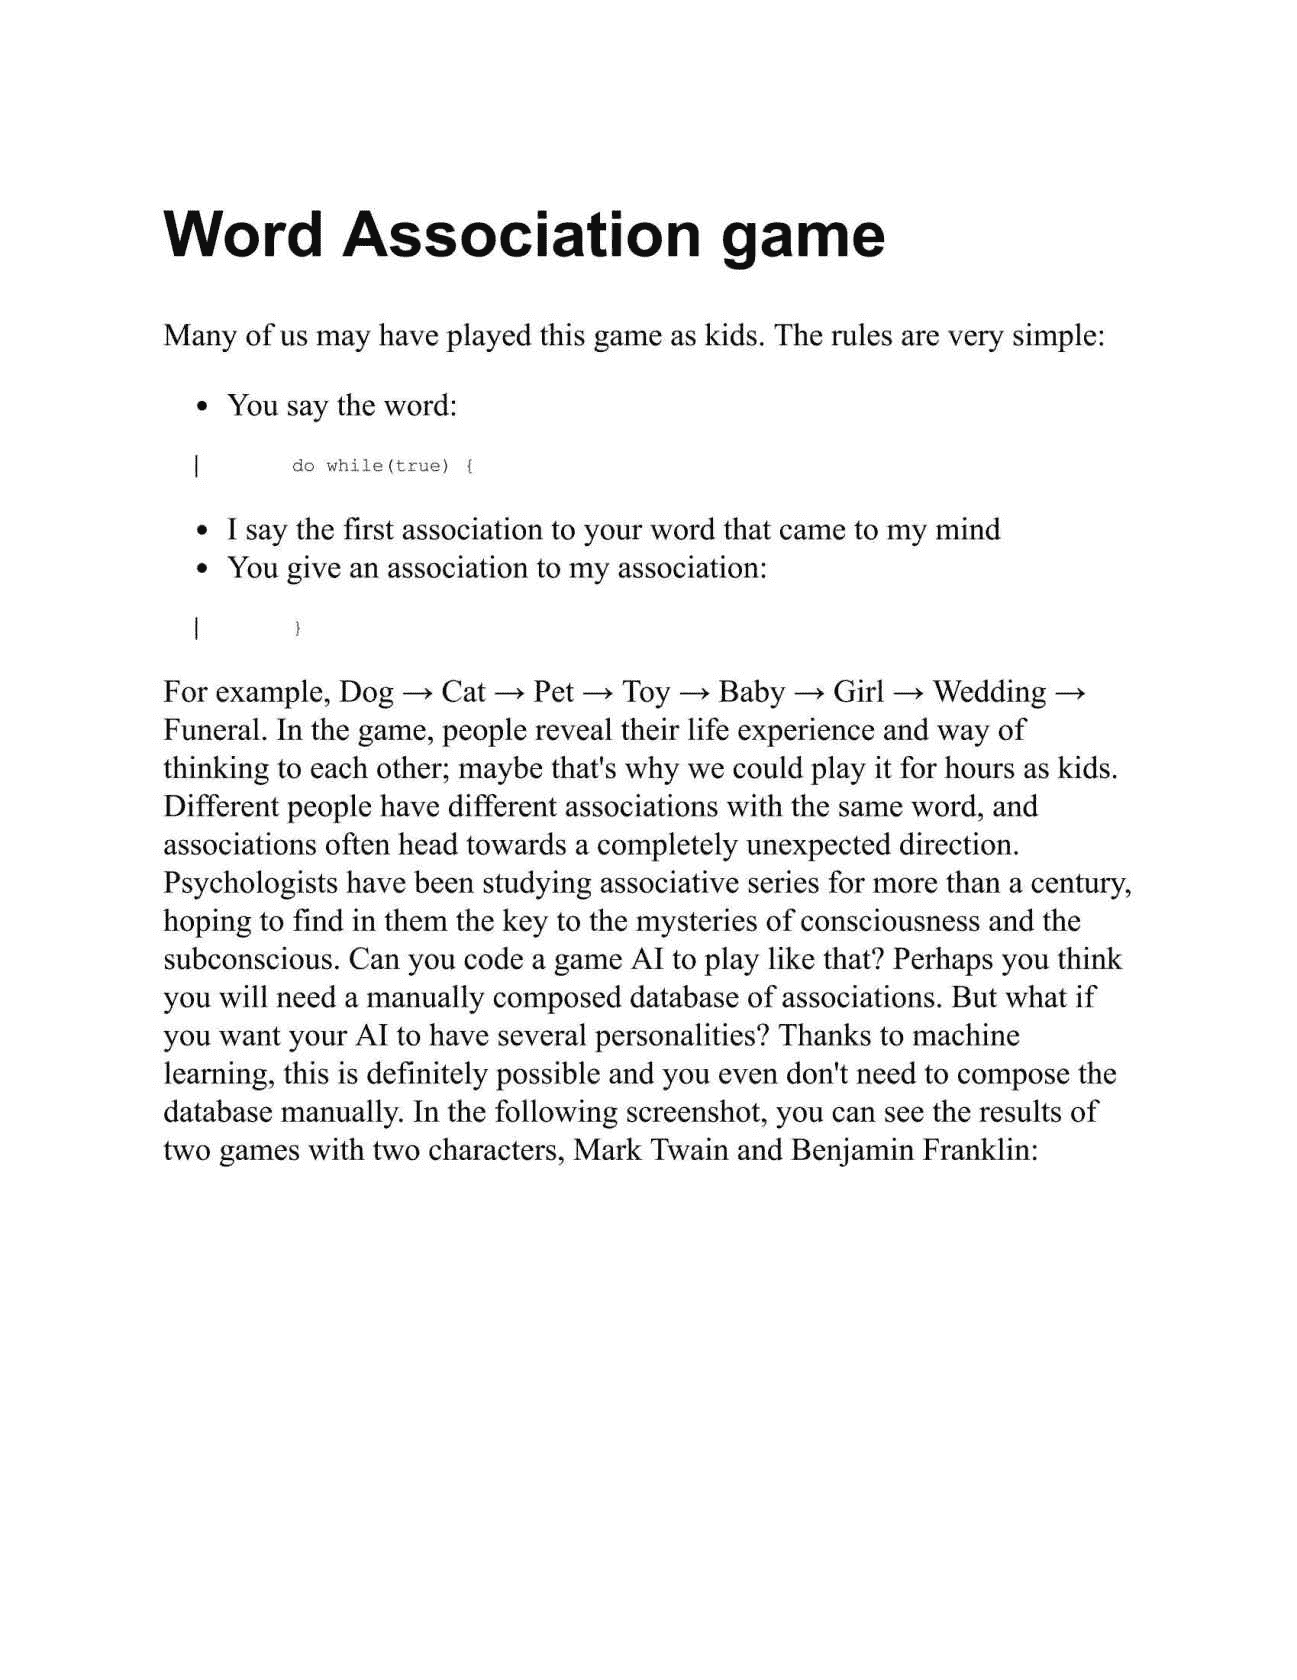 Word Association game
Many of us may have played this game as kids. The rules are very simple:
• You say the word:
| do while(true) {
• I say the first association to your word that came to my mind
• You give an association to my association:
| }
For example, Dog → Cat → Pet → Toy → Baby → Girl → Wedding →
Funeral. In the game, people reveal their life experience and way of
thinking to each other; maybe that's why we could play it for hours as kids.
Different people have different associations with the same word, and
associations often head towards a completely unexpected direction.
Psychologists have been studying associative series for more than a century,
hoping to find in them the key to the mysteries of consciousness and the
subconscious. Can you code a game AI to play like that? Perhaps you think
you will need a manually composed database of associations. But what if
you want your AI to have several personalities? Thanks to machine
learning, this is definitely possible and you even don't need to compose the
database manually. In the following screenshot, you can see the results of
two games with two characters, Mark Twain and Benjamin Franklin: